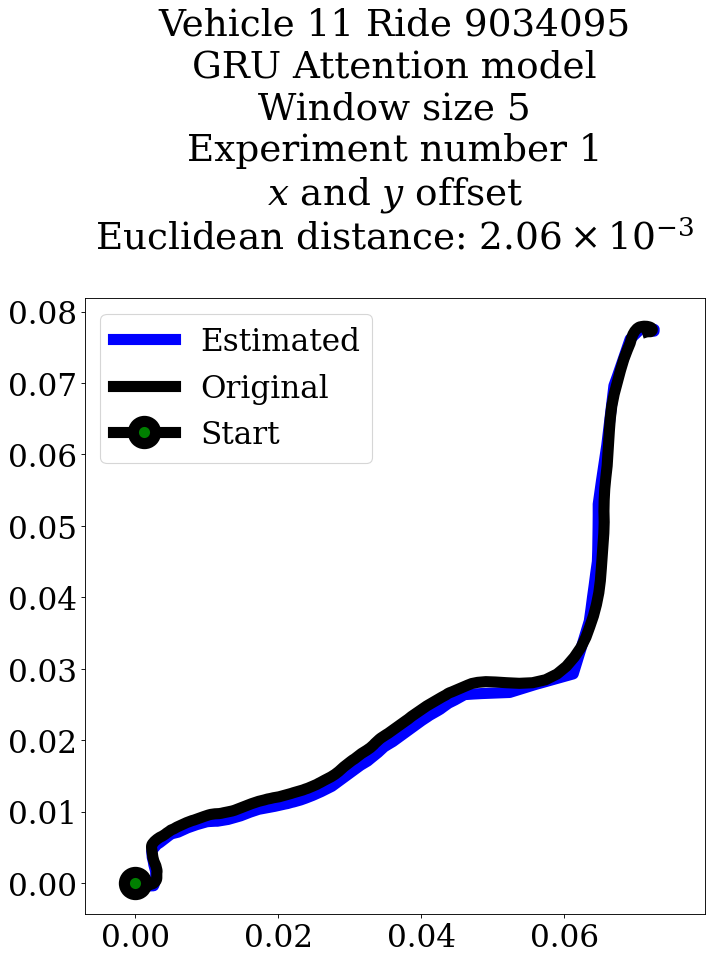 Vehicle 11 Ride 9034095
GRU Attention model
Window size 5
Experiment number 1
x and y offset
Euclidean distance: 2.06 × 10⁻³
Estimated
Original
Start
0.08
0.07
0.06
0.05
0.04
0.03
0.02
0.01
0.00
0.00 0.02 0.04 0.06